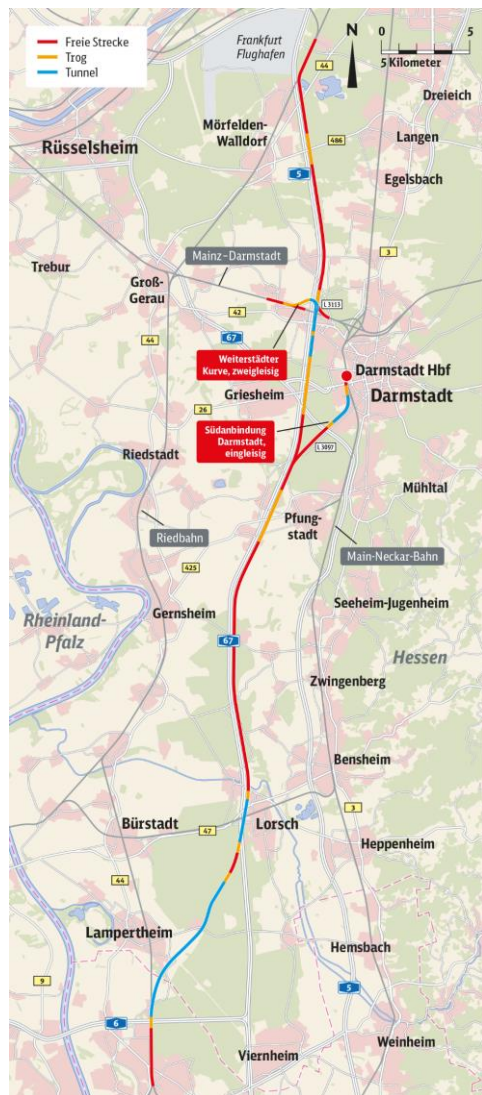 Freie Strecke
Trog
Tunnel
Frankfurt
Flughafen
N
0
5
5 Kilometer
44
Dreieich
Mörfelden-
Walldorf
486
Langen
Rüsselsheim
5
Egelsbach
3
Trebur
Mainz–Darmstadt
Groß-
Gerau
42
L 3113
44
67
Weiterstädter
Kurve, zweigleisig
Darmstadt Hbf
Darmstadt
Griesheim
26
Südanbindung
Darmstadt,
eingleisig
L 3097
Riedstadt
Mühltal
Pfung-
stadt
Riedbahn
Main-Neckar-Bahn
425
Seeheim-Jugenheim
Gernsheim
Rheinland-
Pfalz
67
Hessen
Zwingenberg
Bensheim
3
Bürstadt
47
Lorsch
Heppenheim
44
Lampertheim
Hemsbach
9
5
6
Weinheim
Viernheim